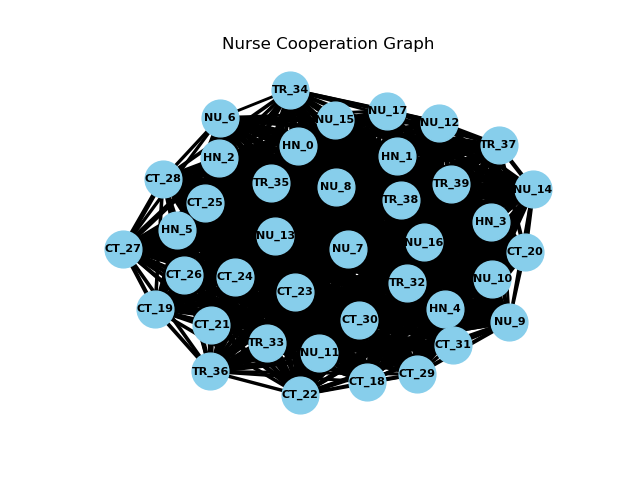 Nurse Cooperation Graph
TR_34
NU_6
NU_15
NU_17
NU_12
HN_2
HN_0
HN_1
TR_37
CT_28
CT_25
TR_35
NU_8
TR_38
TR_39
NU_14
HN_5
NU_13
NU_7
NU_16
HN_3
CT_27
CT_20
CT_26
CT_24
CT_23
TR_32
NU_10
CT_19
CT_21
CT_30
HN_4
NU_9
TR_33
NU_11
CT_31
TR_36
CT_22
CT_18
CT_29